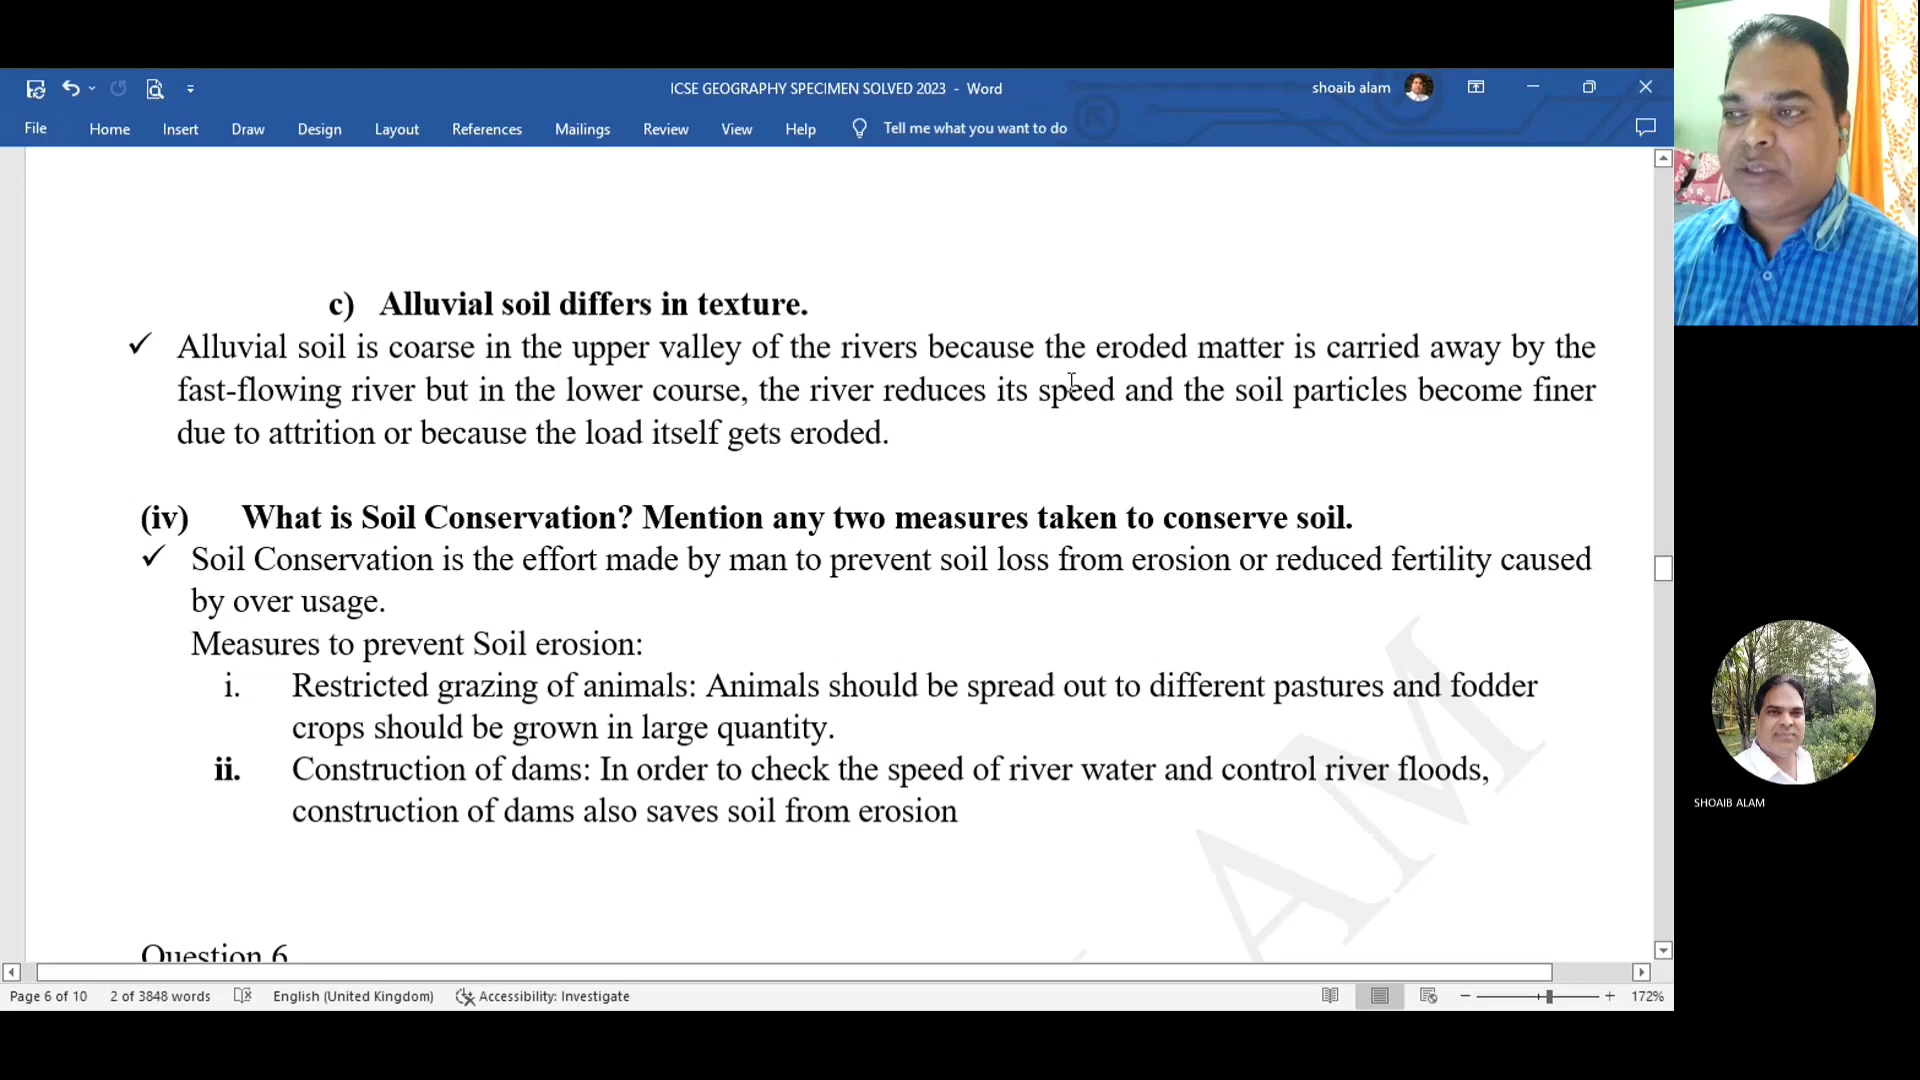 ICSE GEOGRAPHY SPECIMEN SOLVED 2023 - Word
shoaib alam
File Home Insert Draw Design Layout References Mailings Review View Help Tell me what you want to do
c) Alluvial soil differs in texture.
✓ Alluvial soil is coarse in the upper valley of the rivers because the eroded matter is carried away by the
fast-flowing river but in the lower course, the river reduces its speed and the soil particles become finer
due to attrition or because the load itself gets eroded.
(iv) What is Soil Conservation? Mention any two measures taken to conserve soil.
✓ Soil Conservation is the effort made by man to prevent soil loss from erosion or reduced fertility caused
by over usage.
Measures to prevent Soil erosion:
i. Restricted grazing of animals: Animals should be spread out to different pastures and fodder
crops should be grown in large quantity.
ii. Construction of dams: In order to check the speed of river water and control river floods,
construction of dams also saves soil from erosion
AM
Question 6
SHOAIB ALAM
Page 6 of 10 2 of 3848 words English (United Kingdom) Accessibility: Investigate 172%